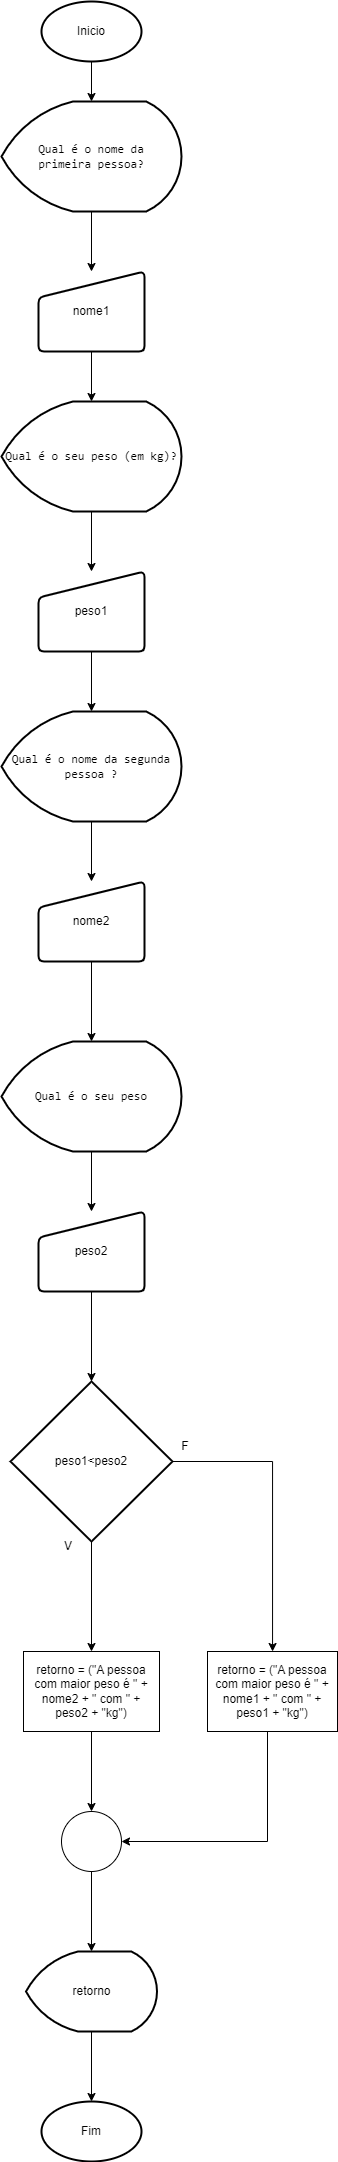 Inicio
Qual é o nome da
primeira pessoa?
nome1
Qual é o seu peso (em kg)?
peso1
Qual é o nome da segunda
pessoa ?
nome2
Qual é o seu peso
peso2
peso1<peso2
F
V
retorno = ("A pessoa
com maior peso é " +
nome2 + " com " +
peso2 + "kg")
retorno = ("A pessoa
com maior peso é " +
nome1 + " com " +
peso1 + "kg")
retorno
Fim